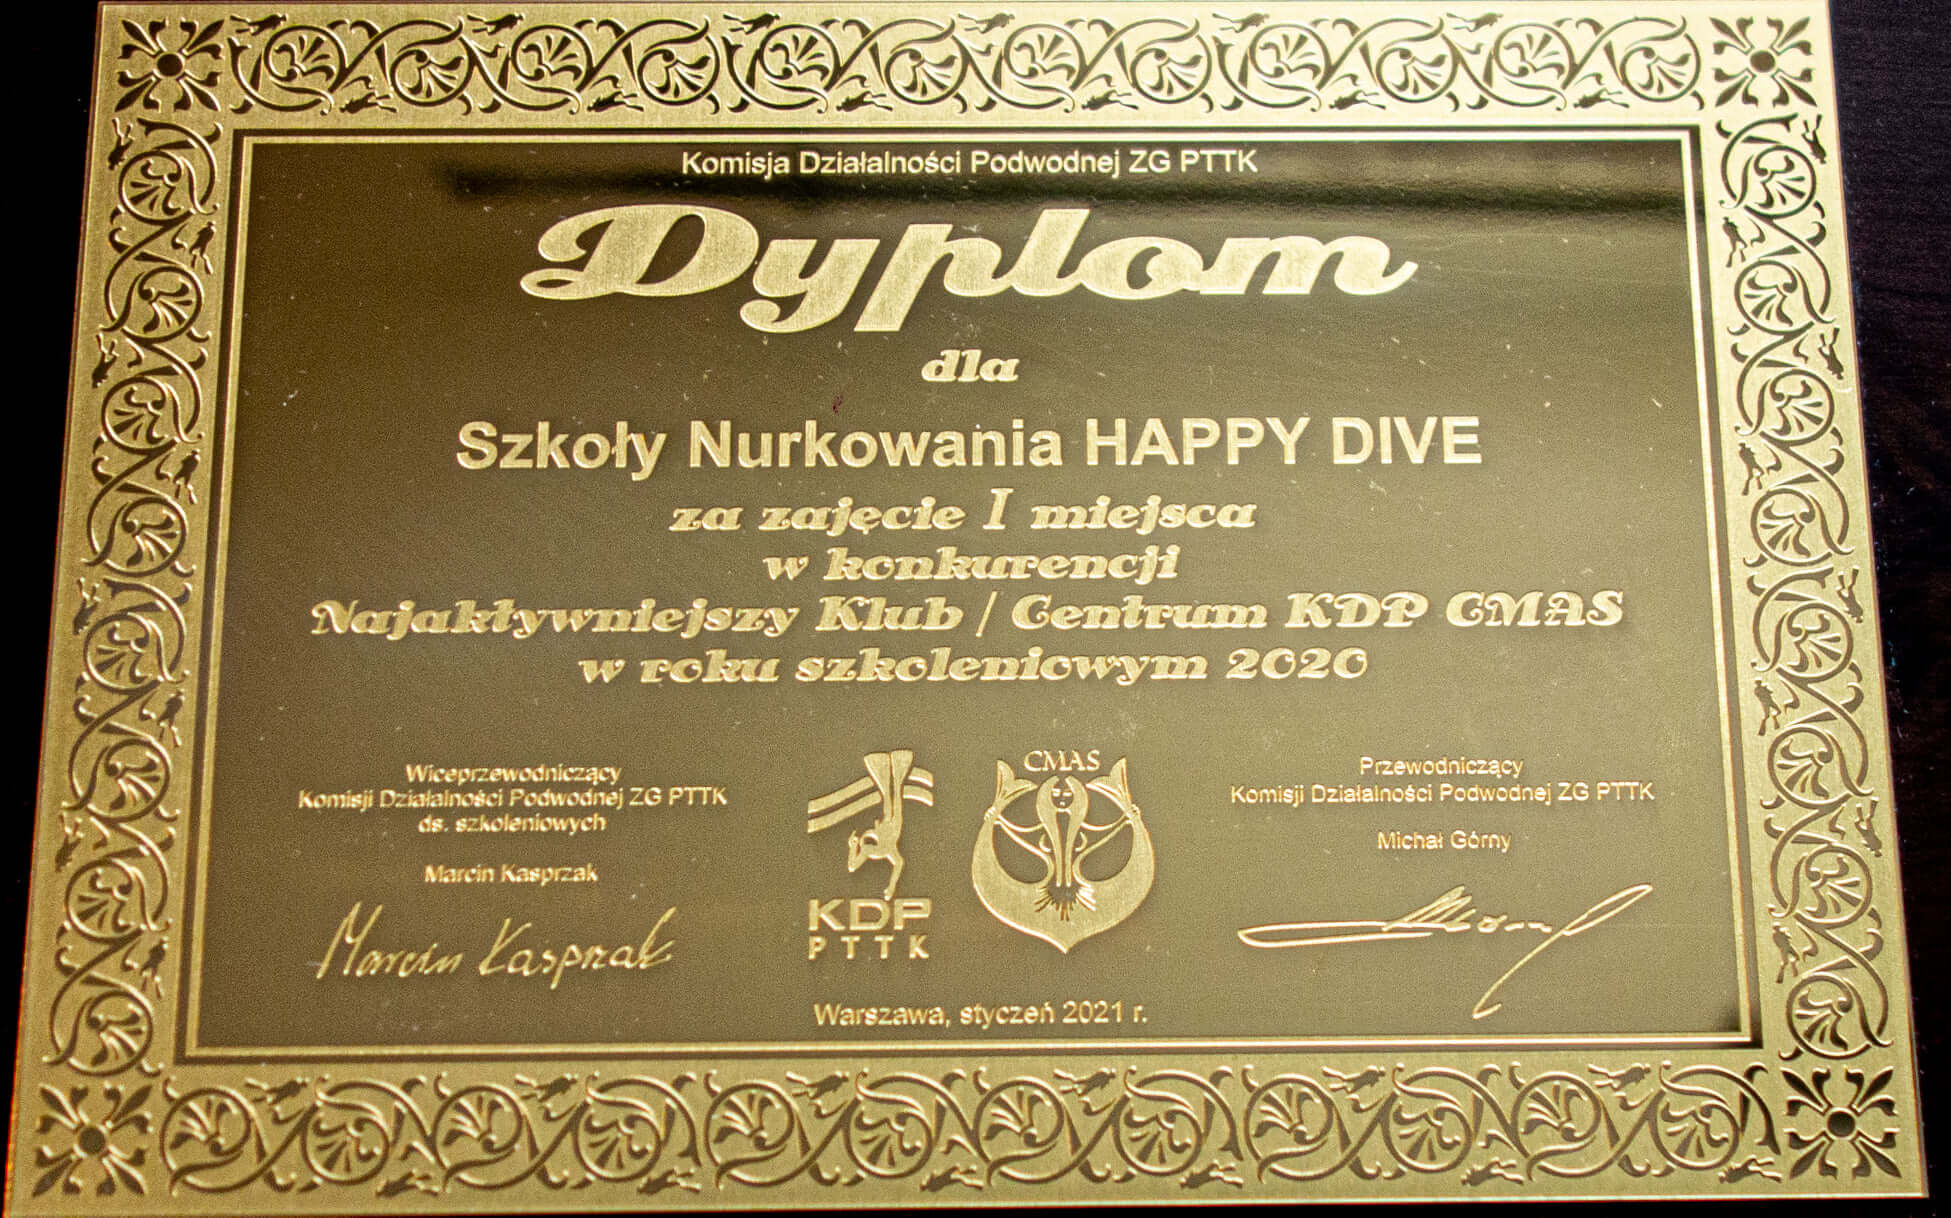 Komisja Działalności Podwodnej ZG PTTK
Dyplom
dla
Szkoły Nurkowania HAPPY DIVE
za zajęcie I miejsca
w konkurencji
Najaktywniejszy Klub / Centrum KDP CMAS
w roku szkoleniowym 2020
Wiceprzewodniczący
Komisji Działalności Podwodnej ZG PTTK
ds. szkoleniowych
Marcin Kasprzak
Marcin Kasprzak
KDP
PTTK
CMAS
Przewodniczący
Komisji Działalności Podwodnej ZG PTTK
Michał Górny
Warszawa, styczeń 2021 r.